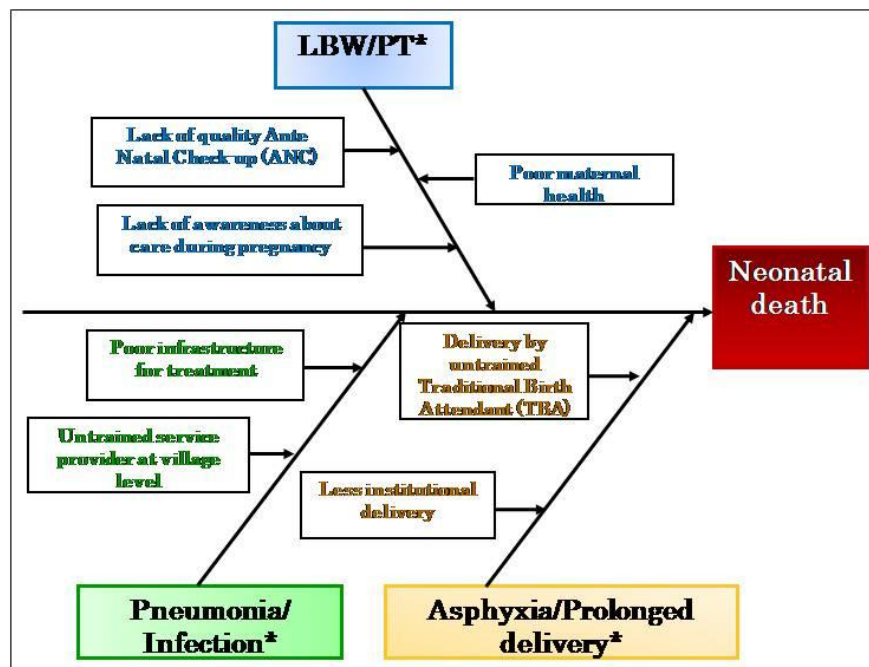 LBW/PT*
Lack of quality Ante
Natal Check-up (ANC)
Poor maternal
health
Lack of awareness about
care during pregnancy
Neonatal
death
Poor infrastructure
for treatment
Delivery by
untrained
Traditional Birth
Attendant (TBA)
Untrained service
provider at village
level
Less institutional
delivery
Pneumonia/
Infection*
Asphyxia/Prolonged
delivery*